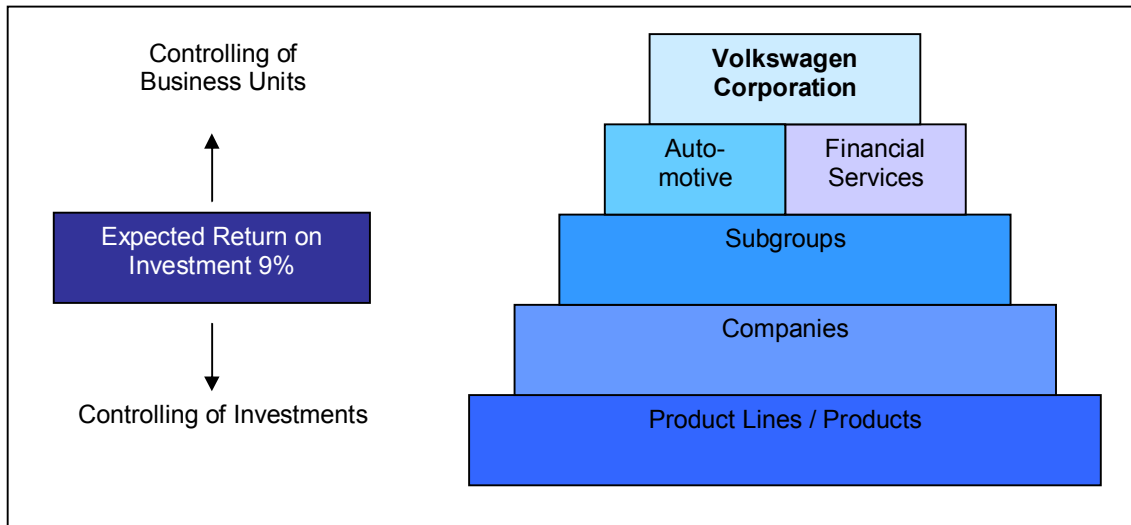 Controlling of
Business Units
Expected Return on
Investment 9%
Controlling of Investments
Volkswagen
Corporation
Auto-
motive
Financial
Services
Subgroups
Companies
Product Lines / Products